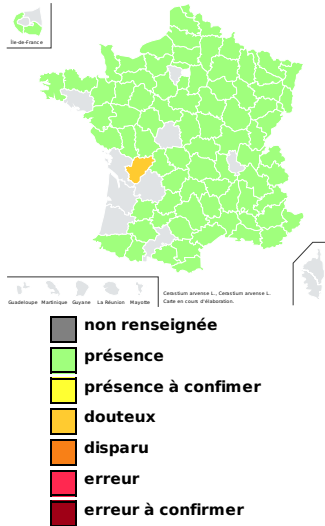 Île-de-France
Guadeloupe Martinique Guyane La Réunion Mayotte
Cerastium arvense L., Cerastium arvense L.
Carte en cours d'élaboration.
non renseignée
présence
présence à confimer
douteux
disparu
erreur
erreur à confirmer